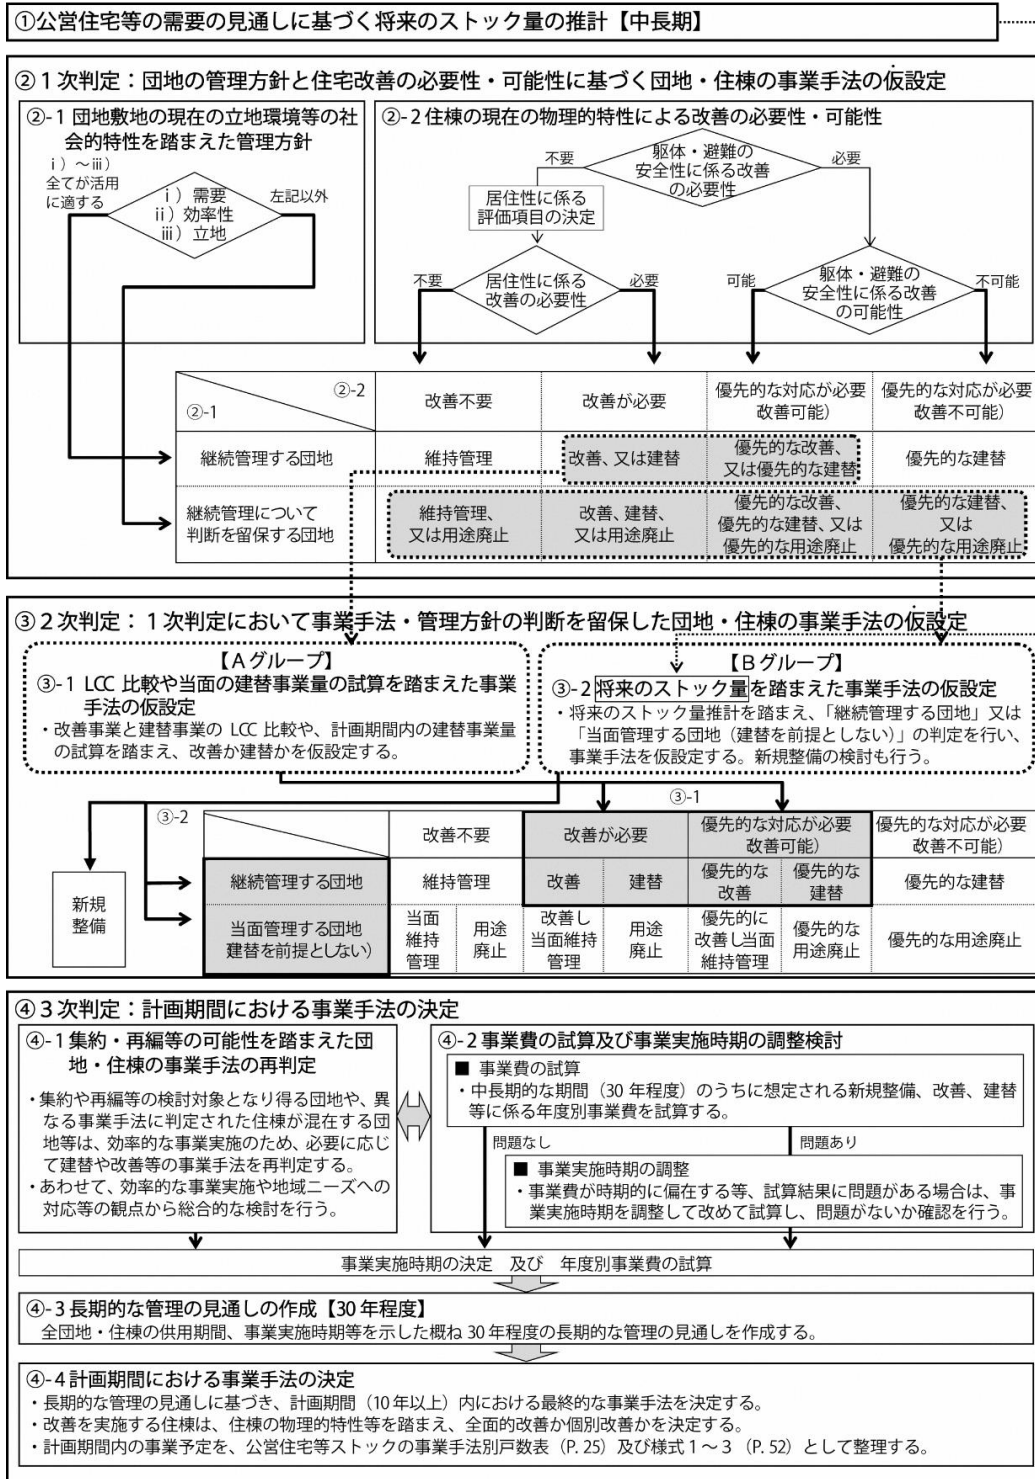 ①公営住宅等の需要の見通しに基づく将来のストック量の推計【中長期】
②1次判定：団地の管理方針と住宅改善の必要性・可能性に基づく団地・住棟の事業手法の仮設定
②-1 団地敷地の現在の立地環境等の社
会的特性を踏まえた管理方針
ⅰ）～ⅲ）
全てが活用
に適する
ⅰ）需要
ⅱ）効率性
ⅲ）立地
左記以外
②-2 住棟の現在の物理的特性による改善の必要性・可能性
不要
躯体・避難の
安全性に係る改善
の必要性
必要
居住性に係る
評価項目の決定
不要
居住性に係る
改善の必要性
必要
可能
躯体・避難の
安全性に係る改善
の可能性
不可能
②-2
②-1
改善不要
改善が必要
優先的な対応が必要
改善可能）
優先的な対応が必要
改善不可能）
継続管理する団地
維持管理
改善、又は建替
優先的な改善、
又は優先的な建替
優先的な建替
継続管理について
判断を留保する団地
維持管理、
又は用途廃止
改善、建替、
又は用途廃止
優先的な改善、
優先的な建替、又は
優先的な用途廃止
優先的な建替、
又は
優先的な用途廃止
③2次判定：1次判定において事業手法・管理方針の判断を留保した団地・住棟の事業手法の仮設定
【Aグループ】
③-1 LCC 比較や当面の建替事業量の試算を踏まえた事業
手法の仮設定
・改善事業と建替事業の LCC 比較や、計画期間内の建替事業量
の試算を踏まえ、改善か建替かを仮設定する。
【Bグループ】
③-2 将来のストック量を踏まえた事業手法の仮設定
・将来のストック量推計を踏まえ、「継続管理する団地」又は
「当面管理する団地（建替を前提としない）」の判定を行い、
事業手法を仮設定する。新規整備の検討も行う。
③-2
③-1
新規
整備
改善不要
改善が必要
優先的な対応が必要
改善可能）
優先的な対応が必要
改善不可能）
継続管理する団地
維持管理
改善
建替
優先的な
改善
優先的な
建替
優先的な建替
当面管理する団地
建替を前提としない）
当面
維持
管理
用途
廃止
改善し
当面維持
管理
用途
廃止
優先的に
改善し当面
維持管理
優先的な
用途廃止
優先的な用途廃止
④3次判定：計画期間における事業手法の決定
④-1 集約・再編等の可能性を踏まえた団
地・住棟の事業手法の再判定
・集約や再編等の検討対象となり得る団地や、異
なる事業手法に判定された住棟が混在する団
地等は、効率的な事業実施のため、必要に応じ
て建替や改善等の事業手法を再判定する。
・あわせて、効率的な事業実施や地域ニーズへの
対応等の観点から総合的な検討を行う。
④-2 事業費の試算及び事業実施時期の調整検討
■ 事業費の試算
・中長期的な期間（30 年程度）のうちに想定される新規整備、改善、建替
等に係る年度別事業費を試算する。
問題なし
問題あり
■ 事業実施時期の調整
・事業費が時期的に偏在する等、試算結果に問題がある場合は、事
業実施時期を調整して改めて試算し、問題がないか確認を行う。
事業実施時期の決定　及び　年度別事業費の試算
④-3 長期的な管理の見通しの作成【30 年程度】
全団地・住棟の供用期間、事業実施時期等を示した概ね 30 年程度の長期的な管理の見通しを作成する。
④-4 計画期間における事業手法の決定
・長期的な管理の見通しに基づき、計画期間（10 年以上）内における最終的な事業手法を決定する。
・改善を実施する住棟は、住棟の物理的特性等を踏まえ、全面的改善か個別改善かを決定する。
・計画期間内の事業予定を、公営住宅等ストックの事業手法別戸数表（P. 25）及び様式 1～3（P. 52）として整理する。